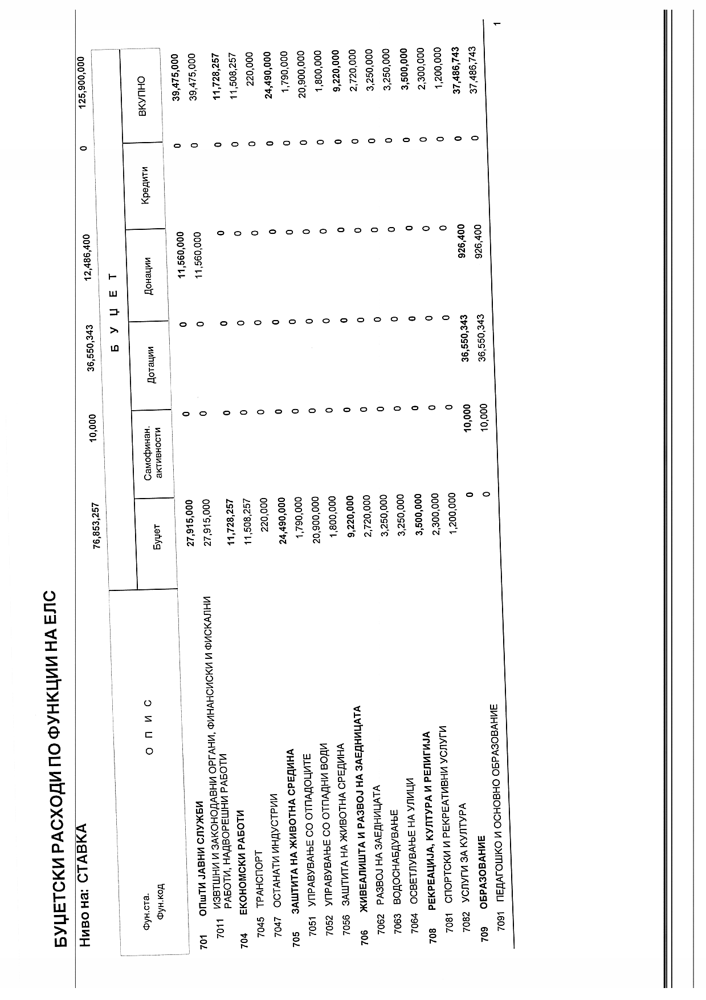 БУЏЕТСКИ РАСХОДИ ПО ФУНКЦИИ НА ЕЛС
Ниво на: СТАВКА
76,853,257 10,000 36,550,343 12,486,400 0 125,900,000
Б У Џ Е Т
Фун.ста.
Фун.код
О П И С
Буџет Самофинан. активности Дотации Донации Кредити ВКУПНО
701 ОПШТИ ЈАВНИ СЛУЖБИ 27,915,000 0 0 11,560,000 0 39,475,000
7011 ИЗВТШНИ И ЗАКОНОДАВНИ ОРГАНИ, ФИНАНСИСКИ И ФИСКАЛНИ 27,915,000 0 0 11,560,000 0 39,475,000
РАБОТИ, НАДВОРЕШНИ РАБОТИ
704 ЕКОНОМСКИ РАБОТИ 11,728,257 0 0 0 0 11,728,257
7045 ТРАНСПОРТ 11,508,257 0 0 0 0 11,508,257
7047 ОСТАНАТИ ИНДУСТРИИ 220,000 0 0 0 0 220,000
705 ЗАШТИТА НА ЖИВОТНА СРЕДИНА 24,490,000 0 0 0 0 24,490,000
7051 УПРАВУВАЊЕ СО ОТПАДОЦИТЕ 1,790,000 0 0 0 0 1,790,000
7052 УПРАВУВАЊЕ СО ОТПАДНИ ВОДИ 20,900,000 0 0 0 0 20,900,000
7056 ЗАШТИТА НА ЖИВОТНА СРЕДИНА 1,800,000 0 0 0 0 1,800,000
706 ЖИВЕАЛИШТА И РАЗВОЈ НА ЗАЕДНИЦАТА 9,220,000 0 0 0 0 9,220,000
7062 РАЗВОЈ НА ЗАЕДНИЦАТА 2,720,000 0 0 0 0 2,720,000
7063 ВОДОСНАБДУВАЊЕ 3,250,000 0 0 0 0 3,250,000
7064 ОСВЕТЛУВАЊЕ НА УЛИЦИ 3,250,000 0 0 0 0 3,250,000
708 РЕКРЕАЦИЈА, КУЛТУРА И РЕЛИГИЈА 3,500,000 0 0 0 0 3,500,000
7081 СПОРТСКИ И РЕКРЕАТИВНИ УСЛУГИ 2,300,000 0 0 0 0 2,300,000
7082 УСЛУГИ ЗА КУЛТУРА 1,200,000 0 0 0 0 1,200,000
709 ОБРАЗОВАНИЕ 0 10,000 36,550,343 926,400 0 37,486,743
7091 ПЕДАГОШКО И ОСНОВНО ОБРАЗОВАНИЕ 0 10,000 36,550,343 926,400 0 37,486,743
1